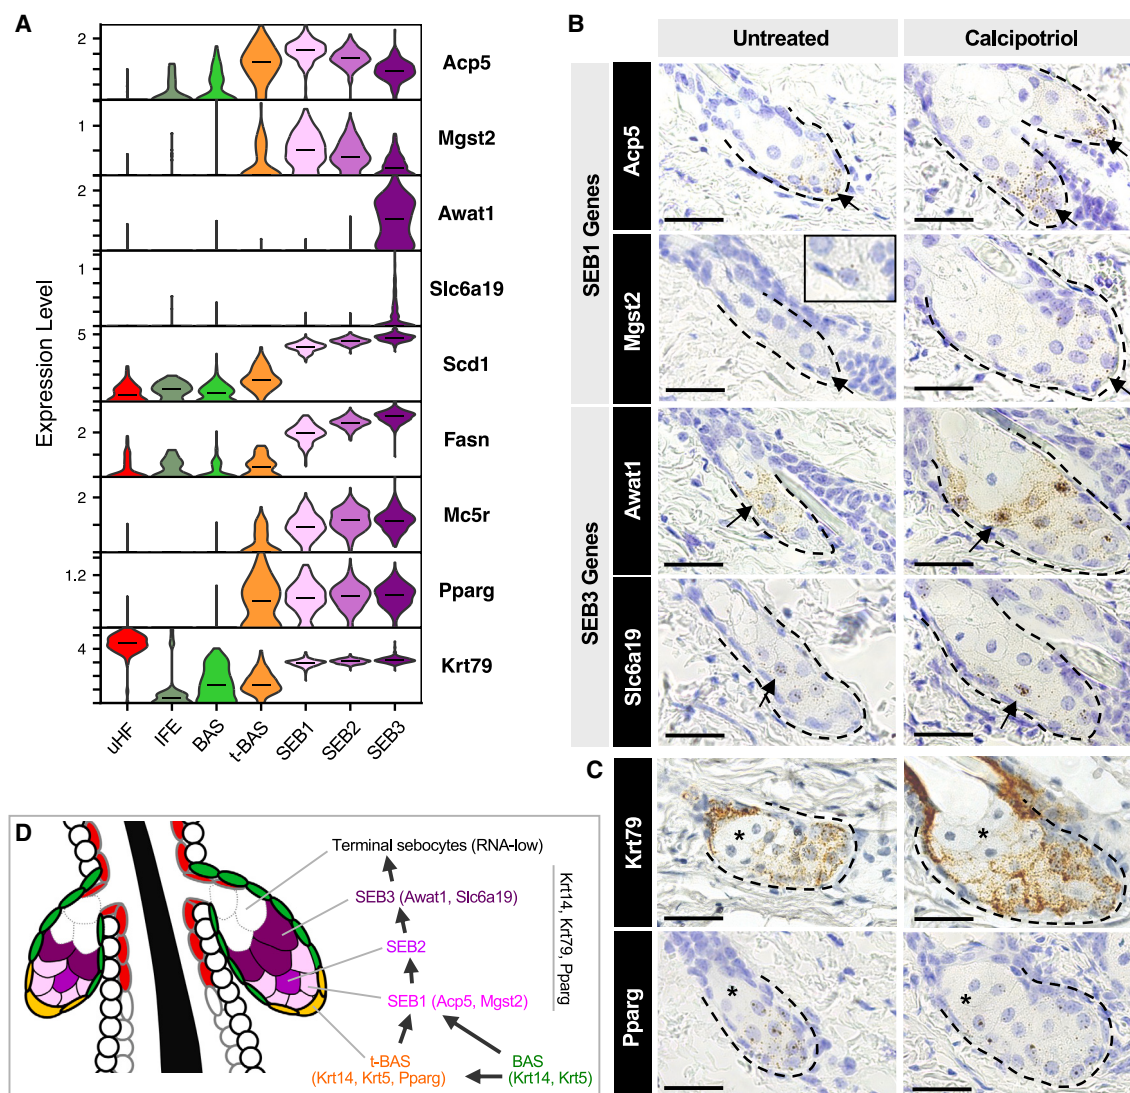 A
Expression Level
2
Acp5
1
Mgst2
2
Awat1
1
Slc6a19
5
Scd1
2
Fasn
2
Mc5r
1.2
Pparg
4
Krt79
uHF
IFE
BAS
t-BAS
SEB1
SEB2
SEB3
B
Untreated
Calcipotriol
SEB1 Genes
Acp5
Mgst2
SEB3 Genes
Awat1
Slc6a19
C
Krt79
*
*
Pparg
*
*
D
Terminal sebocytes (RNA-low)
SEB3 (Awat1, Slc6a19)
SEB2
SEB1 (Acp5, Mgst2)
Krt14, Krt79, Pparg
t-BAS
(Krt14, Krt5, Pparg)
BAS
(Krt14, Krt5)